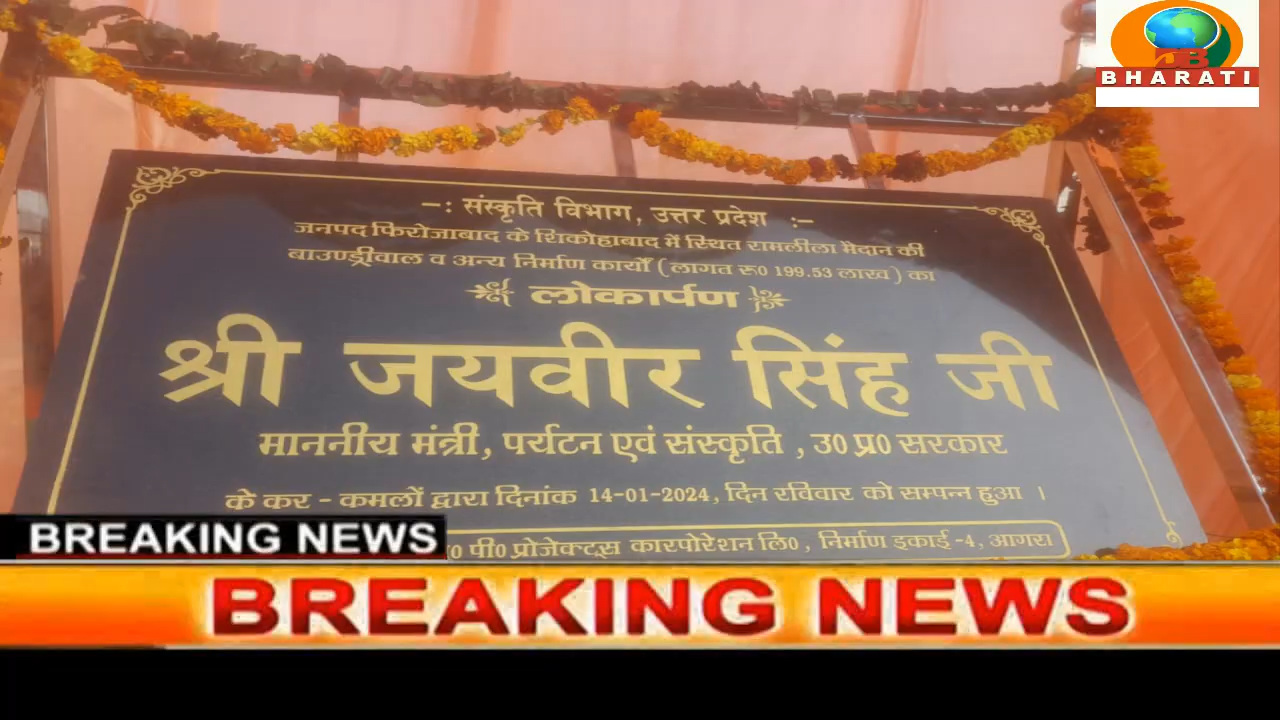 BHARATI
–: संस्कृति विभाग, उत्तर प्रदेश :–
जनपद फिरोजाबाद के शिकोहाबाद में स्थित रामलीला मैदान की
बाउण्ड्रीवाल व अन्य निर्माण कार्यों (लागत रू0 199.53 लाख) का
लोकार्पण
श्री जयवीर सिंह जी
माननीय मंत्री, पर्यटन एवं संस्कृति , उ0 प्र0 सरकार
के कर - कमलों द्वारा दिनांक 14-01-2024, दिन रविवार को सम्पन्न हुआ ।
पी0 प्रोजेक्ट्स कारपोरेशन लि0 , निर्माण इकाई -4, आगरा
BREAKING NEWS
BREAKING NEWS